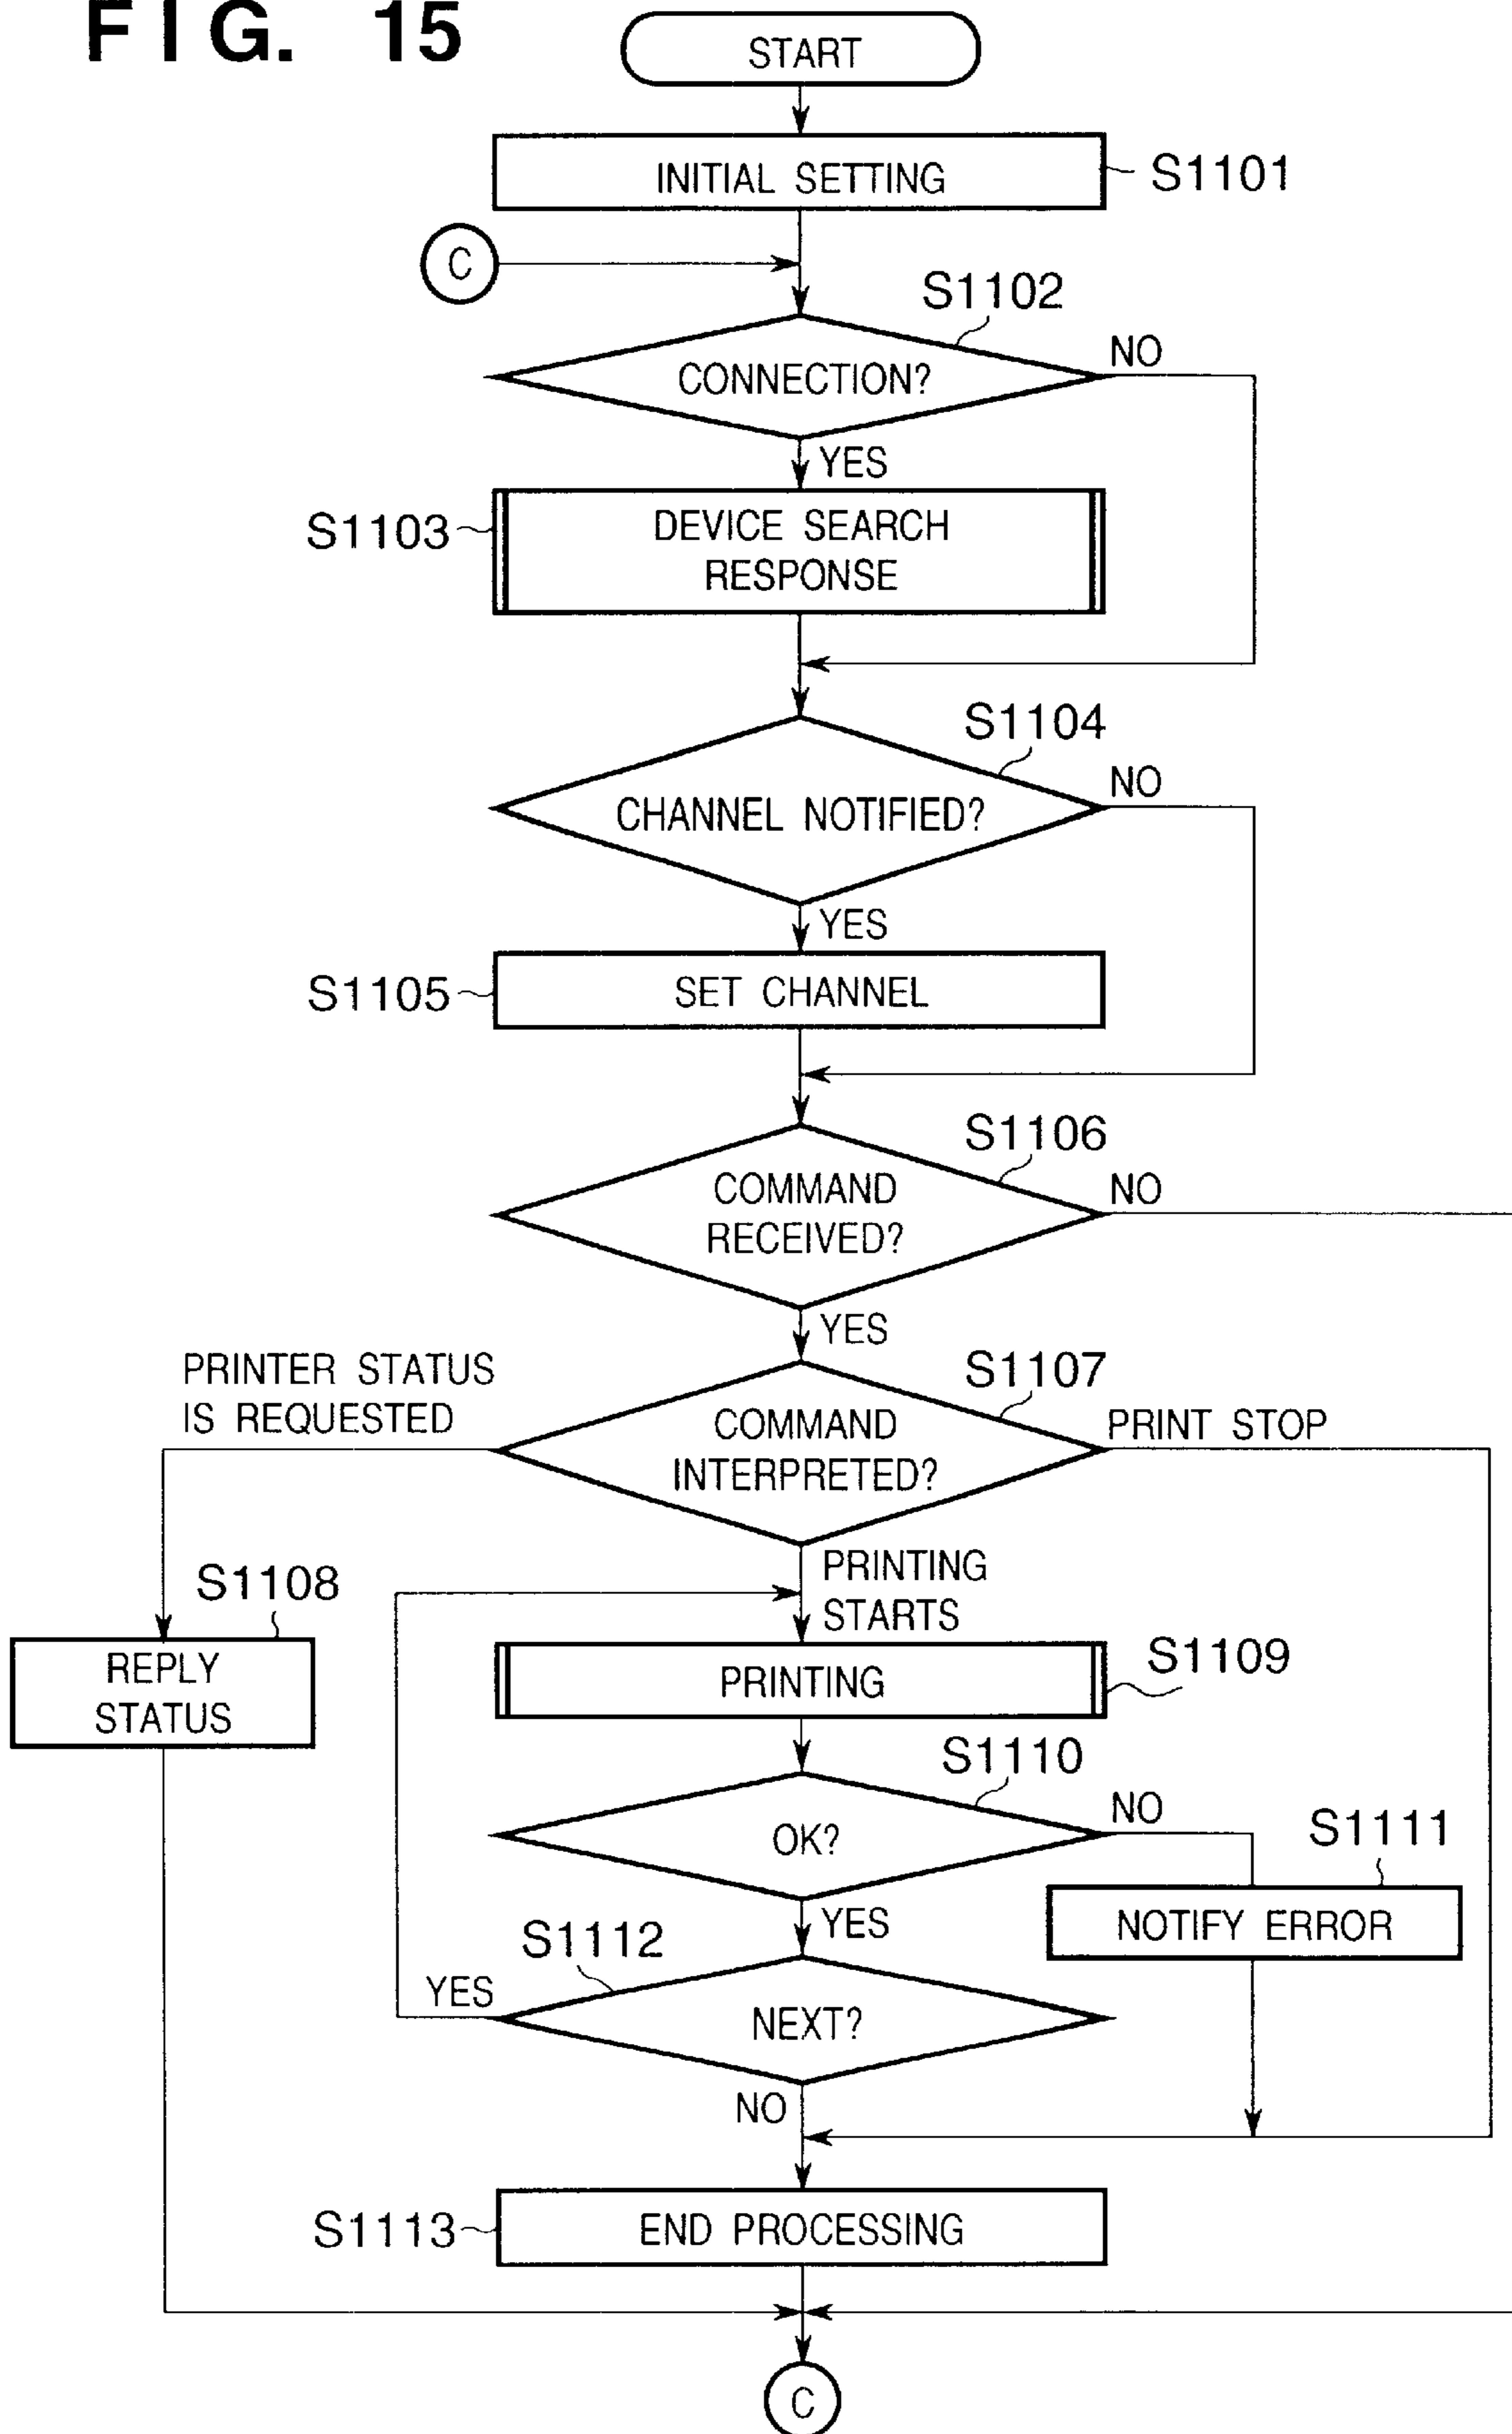 FIG. 15
START
INITIAL SETTING
S1101
C
S1102
CONNECTION?
NO
YES
S1103
DEVICE SEARCH
RESPONSE
S1104
CHANNEL NOTIFIED?
NO
YES
S1105
SET CHANNEL
S1106
COMMAND
RECEIVED?
NO
YES
PRINTER STATUS
IS REQUESTED
S1107
COMMAND
INTERPRETED?
PRINT STOP
PRINTING
STARTS
S1108
REPLY
STATUS
PRINTING
S1109
S1110
OK?
NO
S1111
NOTIFY ERROR
YES
S1112
YES
NEXT?
NO
S1113
END PROCESSING
C